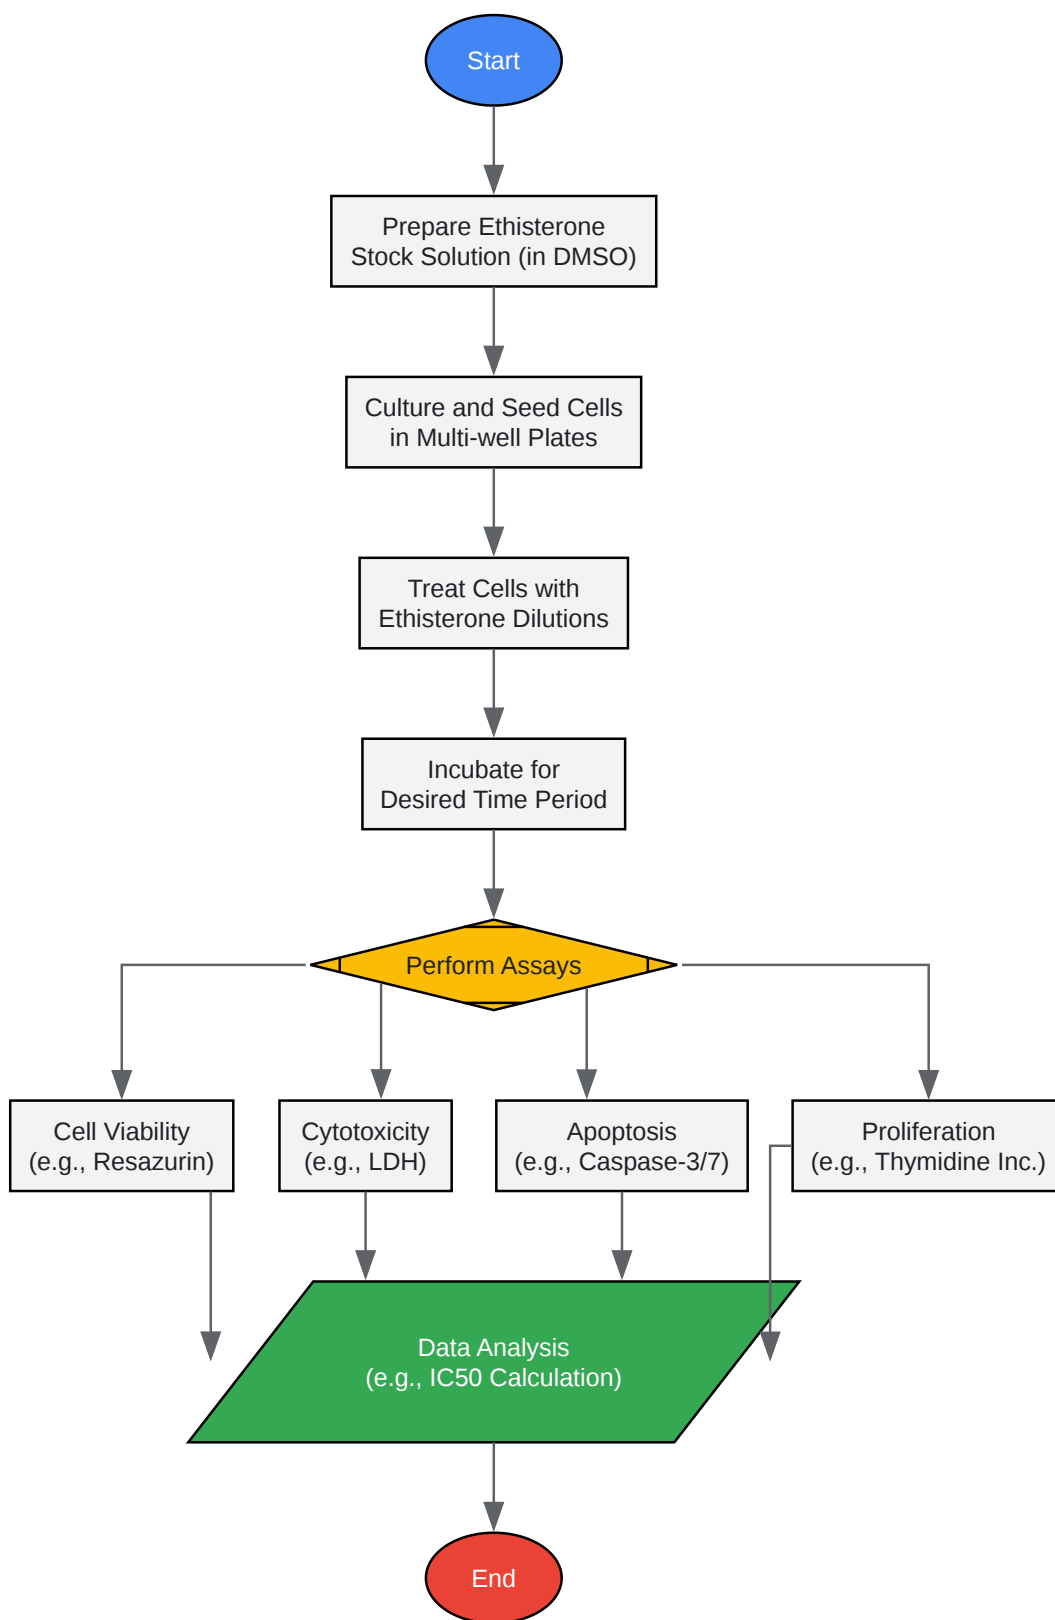 Start
Prepare Ethisterone
Stock Solution (in DMSO)
Culture and Seed Cells
in Multi-well Plates
Treat Cells with
Ethisterone Dilutions
Incubate for
Desired Time Period
Perform Assays
Cell Viability
(e.g., Resazurin)
Cytotoxicity
(e.g., LDH)
Apoptosis
(e.g., Caspase-3/7)
Proliferation
(e.g., Thymidine Inc.)
Data Analysis
(e.g., IC50 Calculation)
End